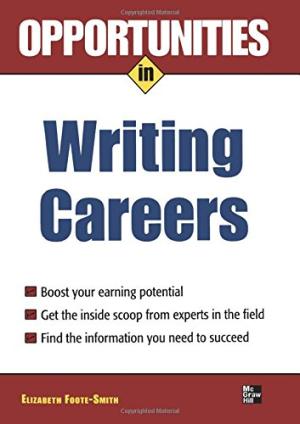 OPPORTUNITIES
in
Writing
Careers
Boost your earning potential
Get the inside scoop from experts in the field
Find the information you need to succeed
ELIZABETH FOOTE-SMITH
Mc
Graw
Hill